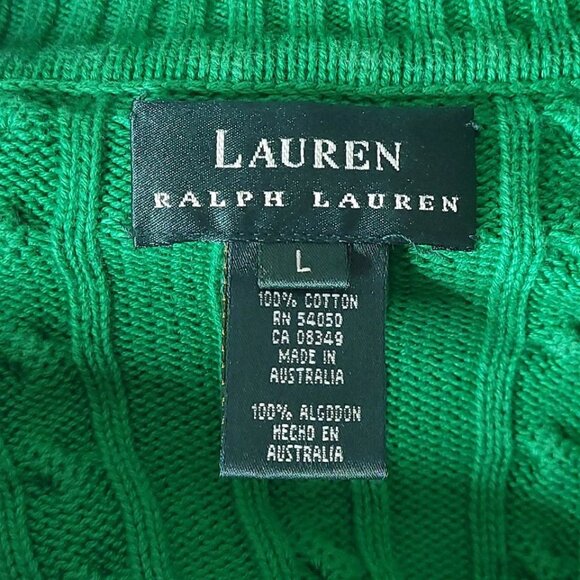 LAUREN
RALPH LAUREN
L
100% COTTON
RN 54050
CA 08349
MADE IN
AUSTRALIA
100% ALGODON
HECHO EN
AUSTRALIA